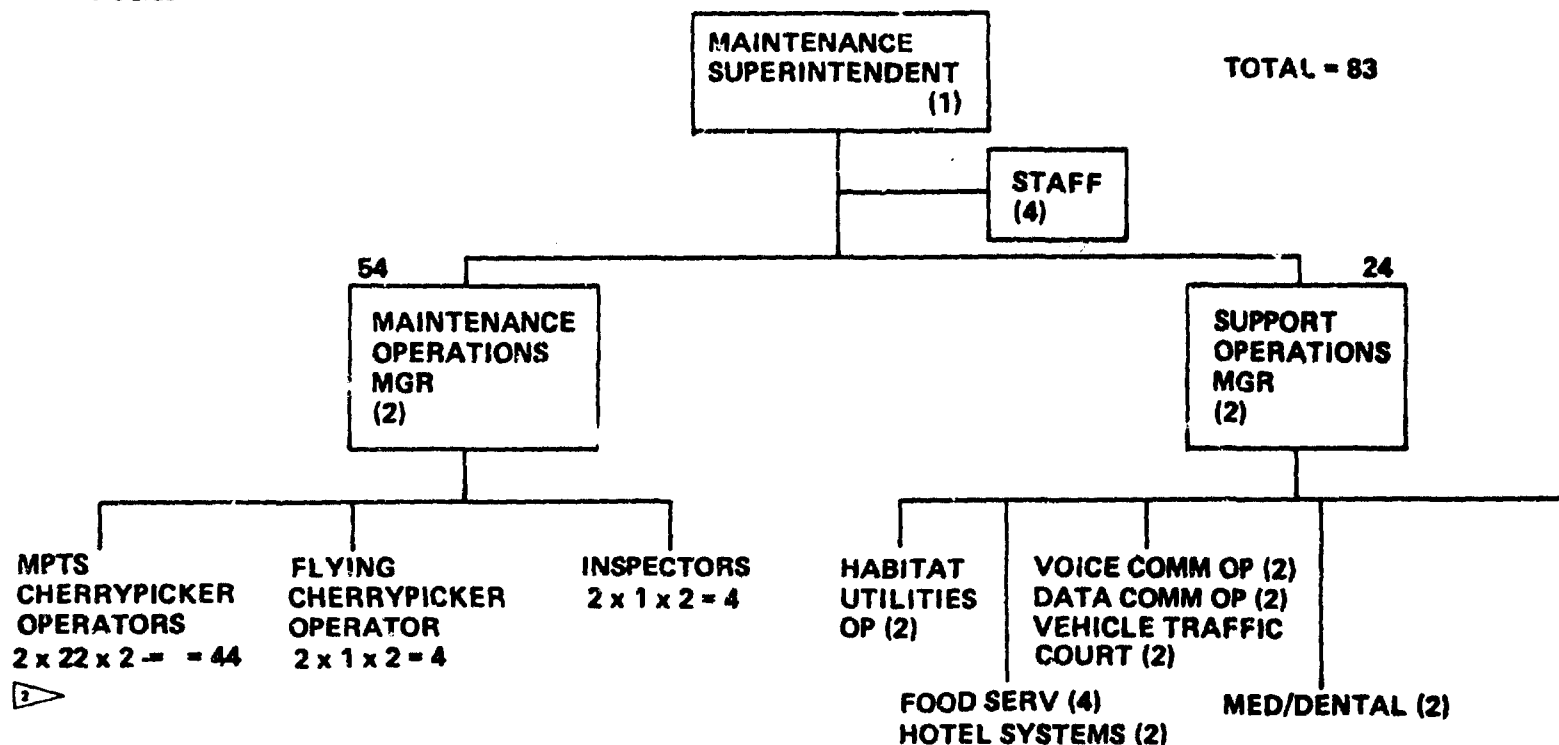 MAINTENANCE
SUPERINTENDENT
(1)
TOTAL = 83
STAFF
(4)
54
MAINTENANCE
OPERATIONS
MGR
(2)
24
SUPPORT
OPERATIONS
MGR
(2)
MPTS
CHERRYPICKER
OPERATORS
2 x 22 x 2 = = 44
2
FLYING
CHERRYPICKER
OPERATOR
2 x 1 x 2 = 4
INSPECTORS
2 x 1 x 2 = 4
HABITAT
UTILITIES
OP (2)
FOOD SERV (4)
HOTEL SYSTEMS (2)
VOICE COMM OP (2)
DATA COMM OP (2)
VEHICLE TRAFFIC
COURT (2)
MED/DENTAL (2)